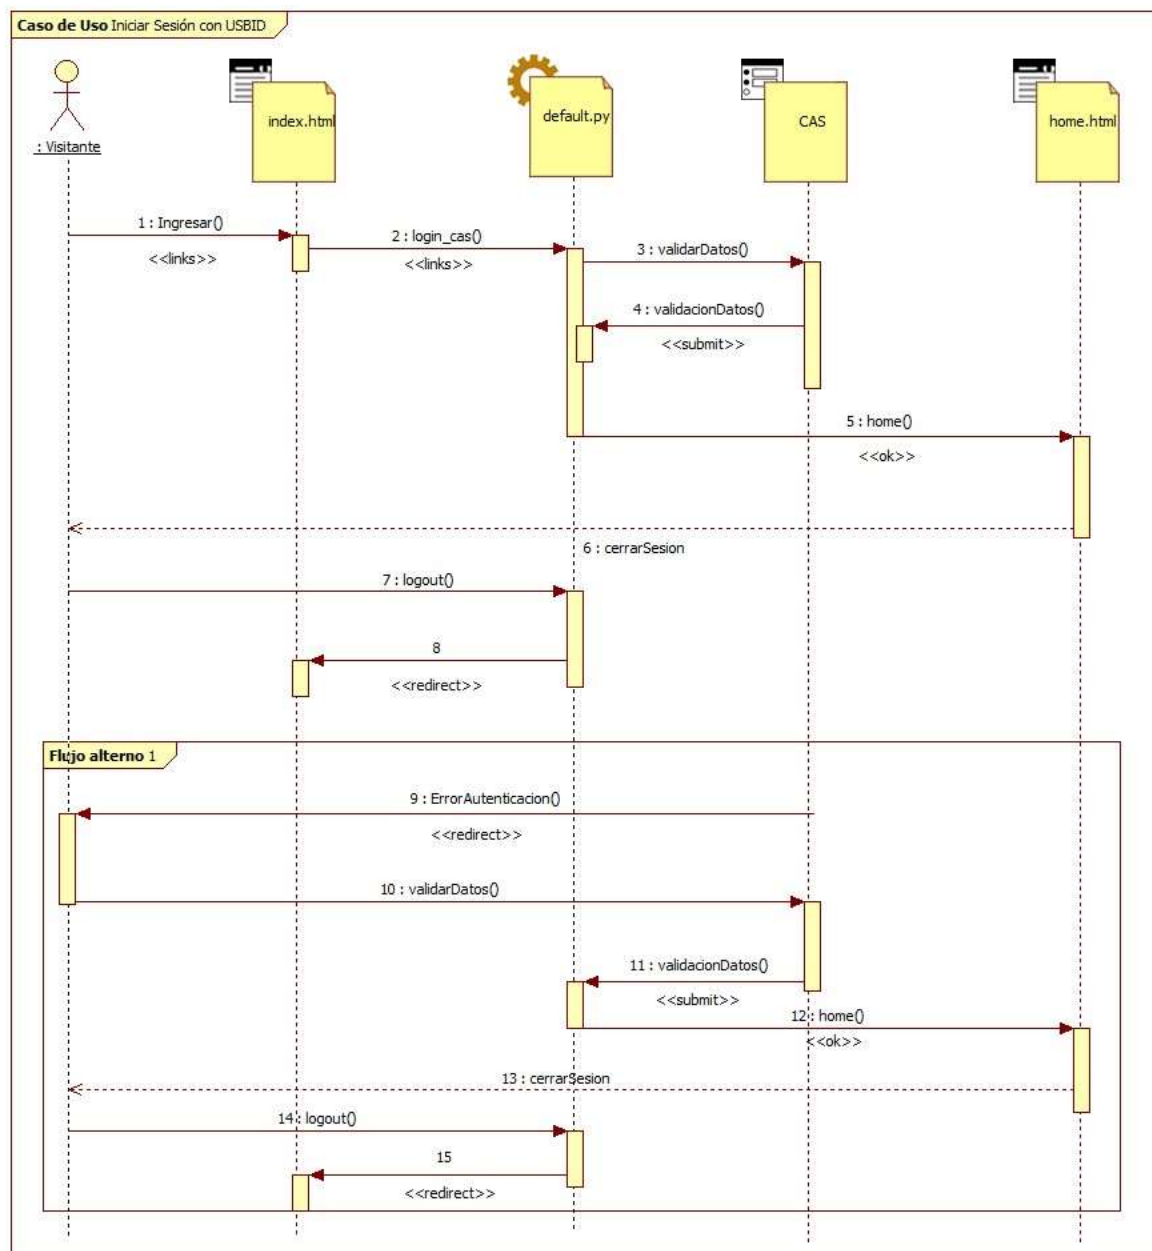 Caso de Uso Iniciar Sesión con USBID
: Visitante
index.html
default.py
CAS
home.html
1 : Ingresar()
<<links>>
2 : login_cas()
<<links>>
3 : validarDatos()
4 : validacionDatos()
<<submit>>
5 : home()
<<ok>>
6 : cerrarSesion
7 : logout()
8
<<redirect>>
Flujo alterno 1
9 : ErrorAutenticacion()
<<redirect>>
10 : validarDatos()
11 : validacionDatos()
<<submit>>
12 : home()
<<ok>>
13 : cerrarSesion
14 : logout()
15
<<redirect>>